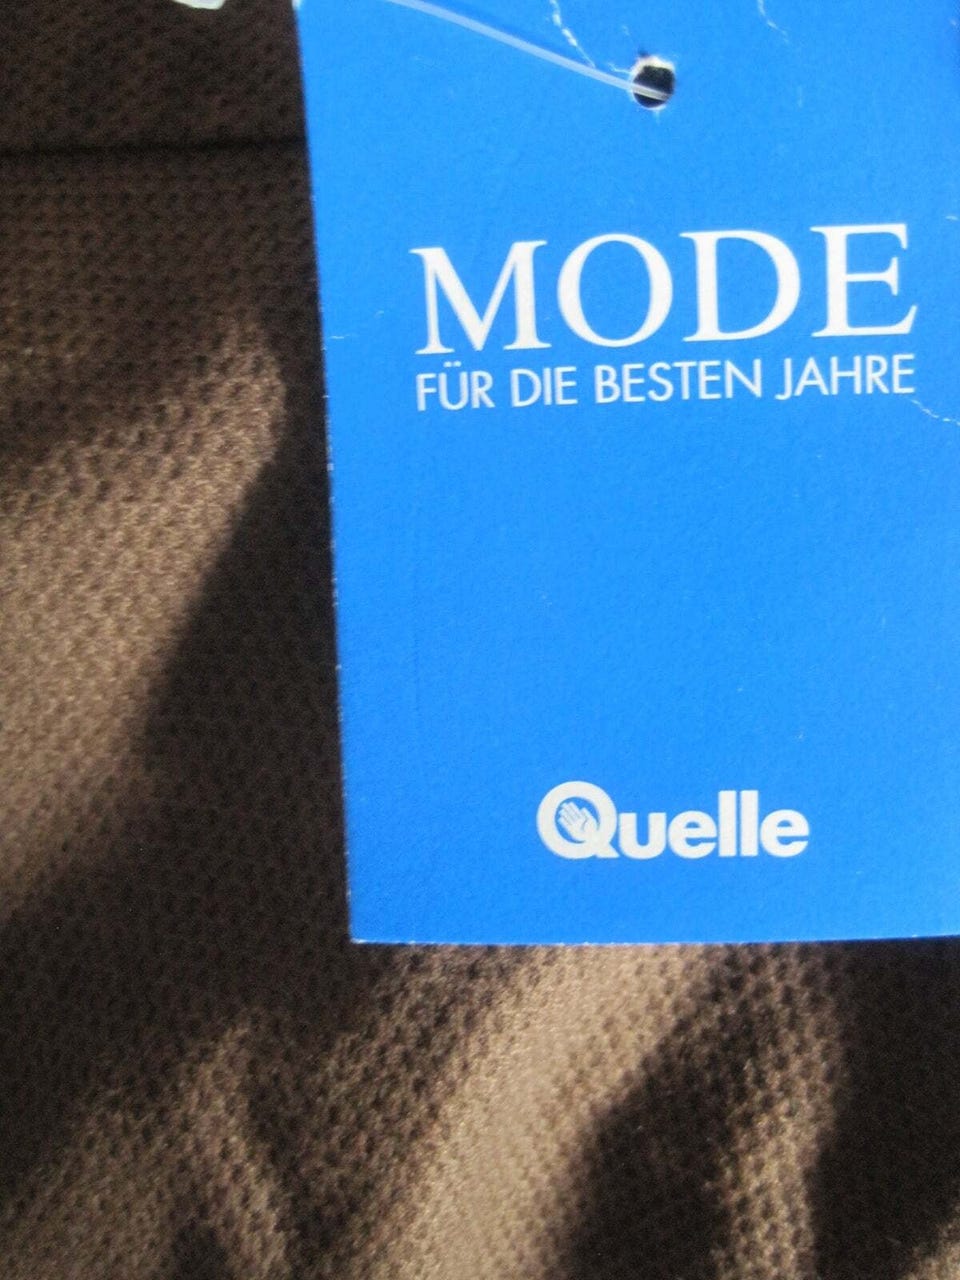 MODE
FÜR DIE BESTEN JAHRE
Quelle